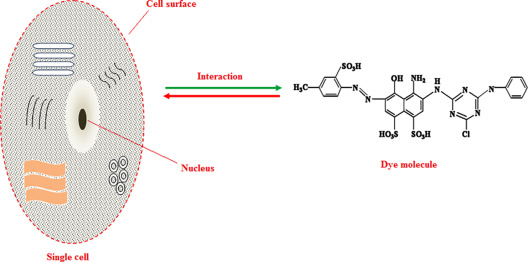 Cell surface
Interaction
Nucleus
Single cell
SO₃H
H₃C
N
N
OH
NH₂
H
N
N
N
N
N
Cl
HO₃S
SO₃H
Dye molecule